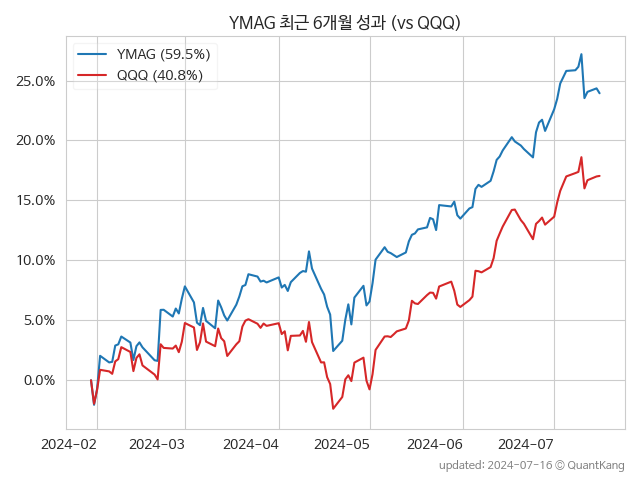 YMAG 최근 6개월 성과 (vs QQQ)
YMAG (59.5%)
QQQ (40.8%)
25.0%
20.0%
15.0%
10.0%
5.0%
0.0%
2024−02 2024−03 2024−04 2024−05 2024−06 2024−07
updated: 2024-07-16 © QuantKang